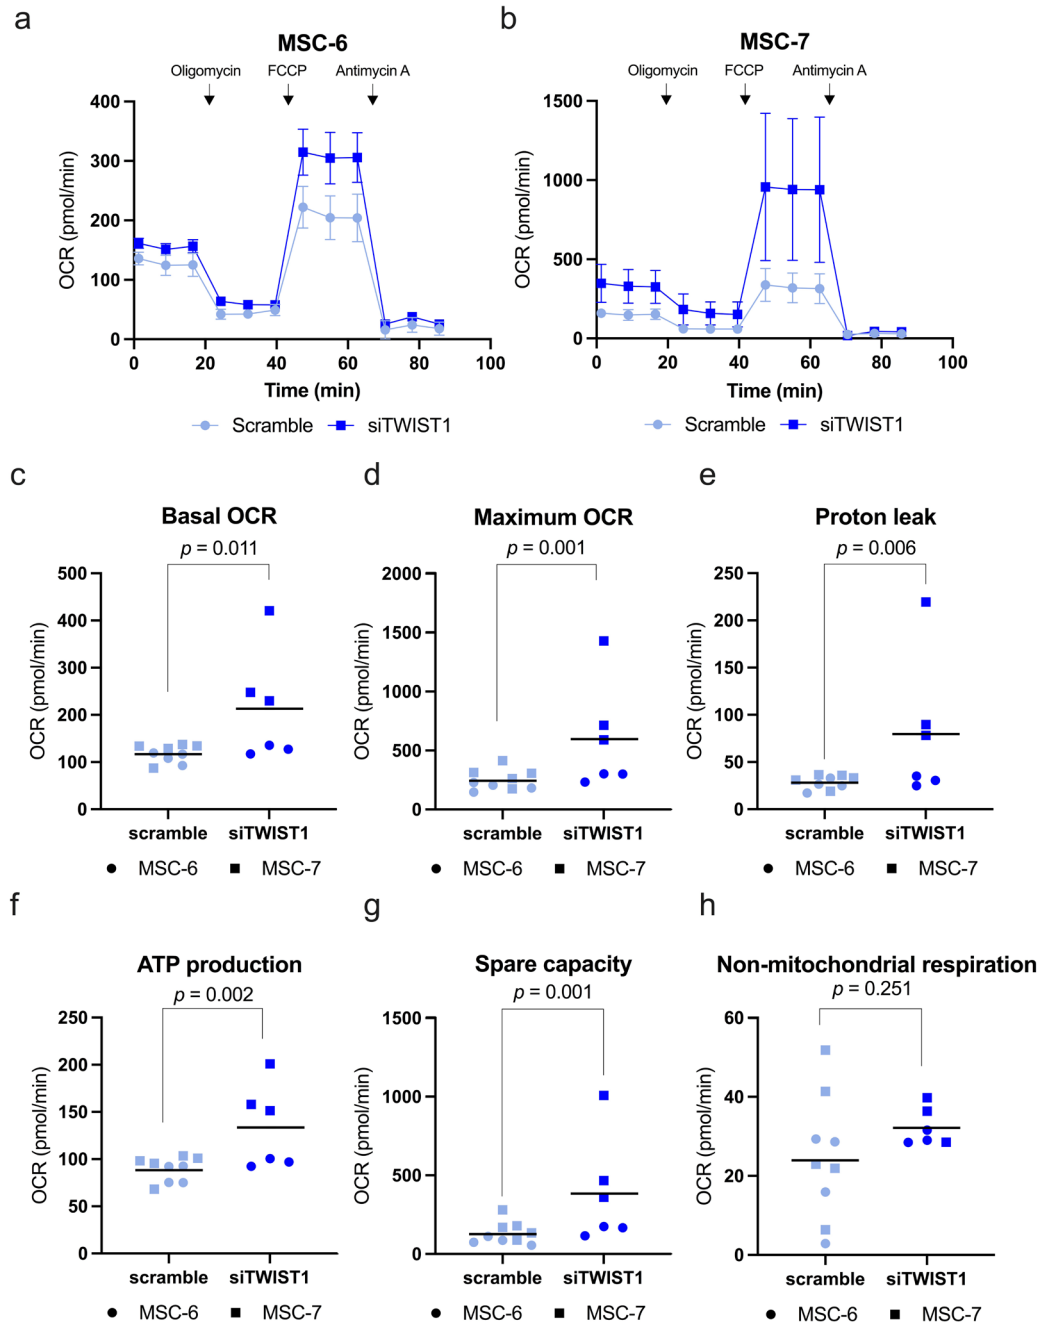 a
MSC-6
Oligomycin FCCP Antimycin A
OCR (pmol/min)
400
300
200
100
0
0 20 40 60 80 100
Time (min)
Scramble siTWIST1
b
MSC-7
Oligomycin FCCP Antimycin A
OCR (pmol/min)
1500
1000
500
0
0 20 40 60 80 100
Time (min)
Scramble siTWIST1
c
Basal OCR
p = 0.011
OCR (pmol/min)
500
400
300
200
100
0
scramble siTWIST1
MSC-6 MSC-7
d
Maximum OCR
p = 0.001
OCR (pmol/min)
2000
1500
1000
500
0
scramble siTWIST1
MSC-6 MSC-7
e
Proton leak
p = 0.006
OCR (pmol/min)
250
200
150
100
50
0
scramble siTWIST1
MSC-6 MSC-7
f
ATP production
p = 0.002
OCR (pmol/min)
250
200
150
100
50
0
scramble siTWIST1
MSC-6 MSC-7
g
Spare capacity
p = 0.001
OCR (pmol/min)
1500
1000
500
0
scramble siTWIST1
MSC-6 MSC-7
h
Non-mitochondrial respiration
p = 0.251
OCR (pmol/min)
60
40
20
0
scramble siTWIST1
MSC-6 MSC-7